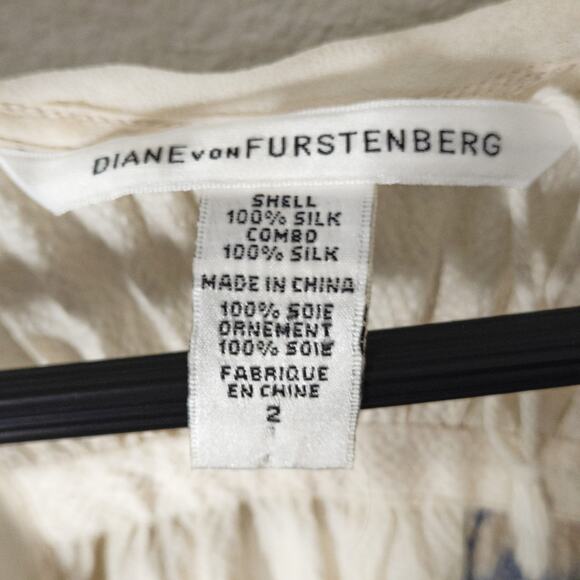 DIANE VON FURSTENBERG
SHELL
100% SILK
COMBO
100% SILK
MADE IN CHINA
100% SOIE
ORNEMENT
100% SOIE
FABRIQUE
EN CHINE
2